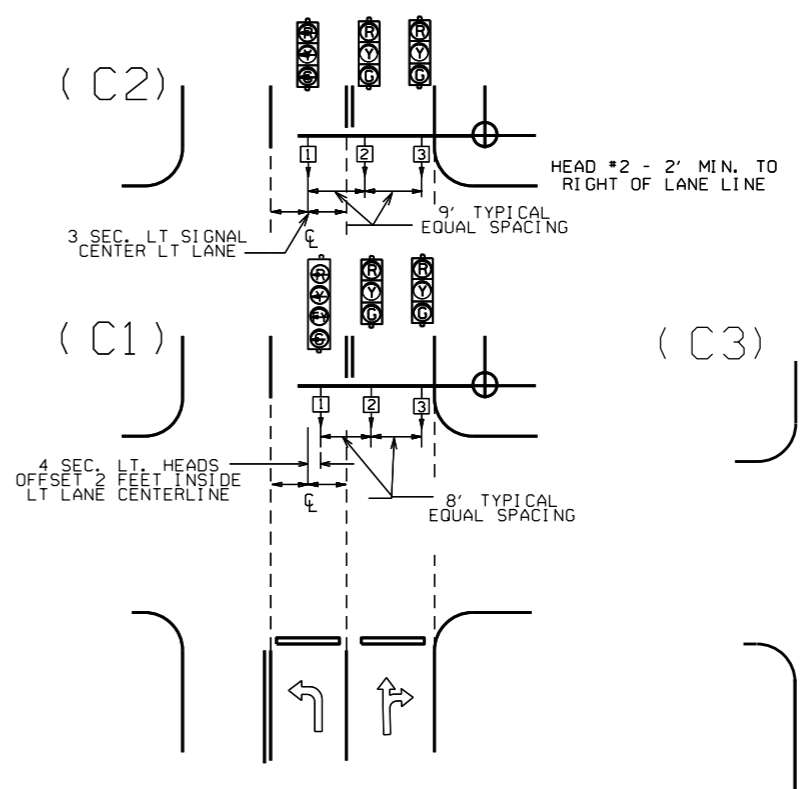 R R R
Y Y Y
G G G
( C2 )
1 2 3
HEAD #2 - 2' MIN. TO
RIGHT OF LANE LINE
9' TYPICAL
EQUAL SPACING
3 SEC. LT SIGNAL
CENTER LT LANE
℄
R R R
Y Y Y
G G
G
( C1 )
( C3 )
1 2 3
4 SEC. LT. HEADS
OFFSET 2 FEET INSIDE
LT LANE CENTERLINE
℄
8' TYPICAL
EQUAL SPACING